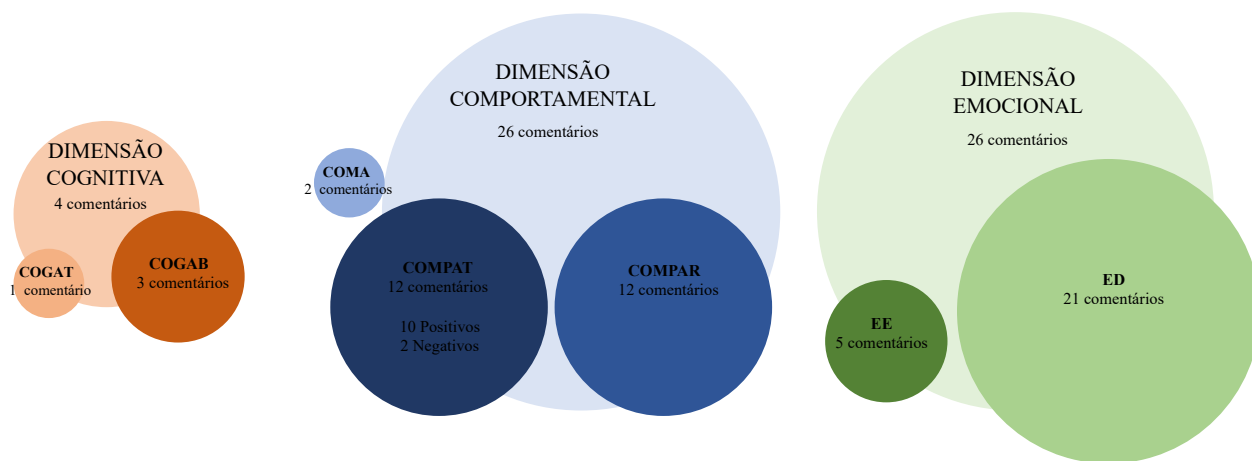 DIMENSÃO
COGNITIVA
4 comentários
COGAT
1 comentário
COGAB
3 comentários
DIMENSÃO
COMPORTAMENTAL
26 comentários
COMA
2 comentários
COMPAT
12 comentários
10 Positivos
2 Negativos
COMPAR
12 comentários
DIMENSÃO
EMOCIONAL
26 comentários
EE
5 comentários
ED
21 comentários